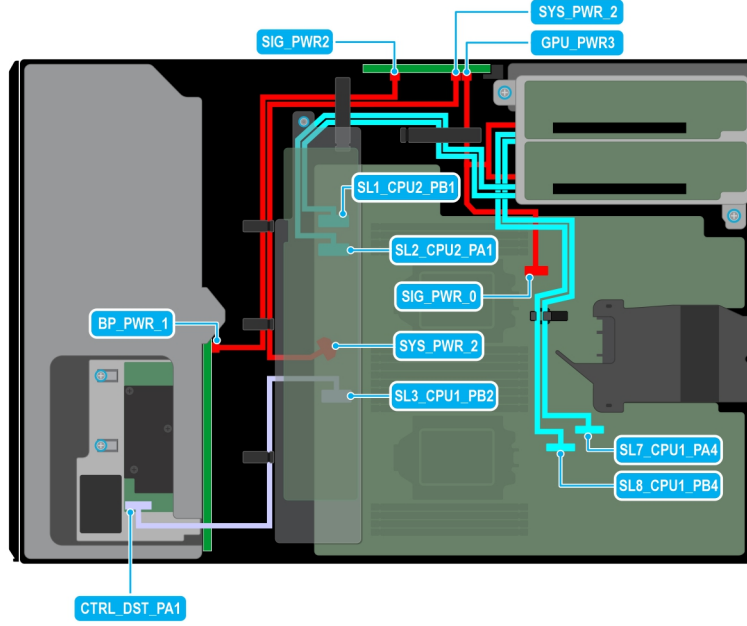 SYS_PWR_2
SIG_PWR2
GPU_PWR3
SL1_CPU2_PB1
SL2_CPU2_PA1
SIG_PWR_0
BP_PWR_1
SYS_PWR_2
SL3_CPU1_PB2
SL7_CPU1_PA4
SL8_CPU1_PB4
CTRL_DST_PA1